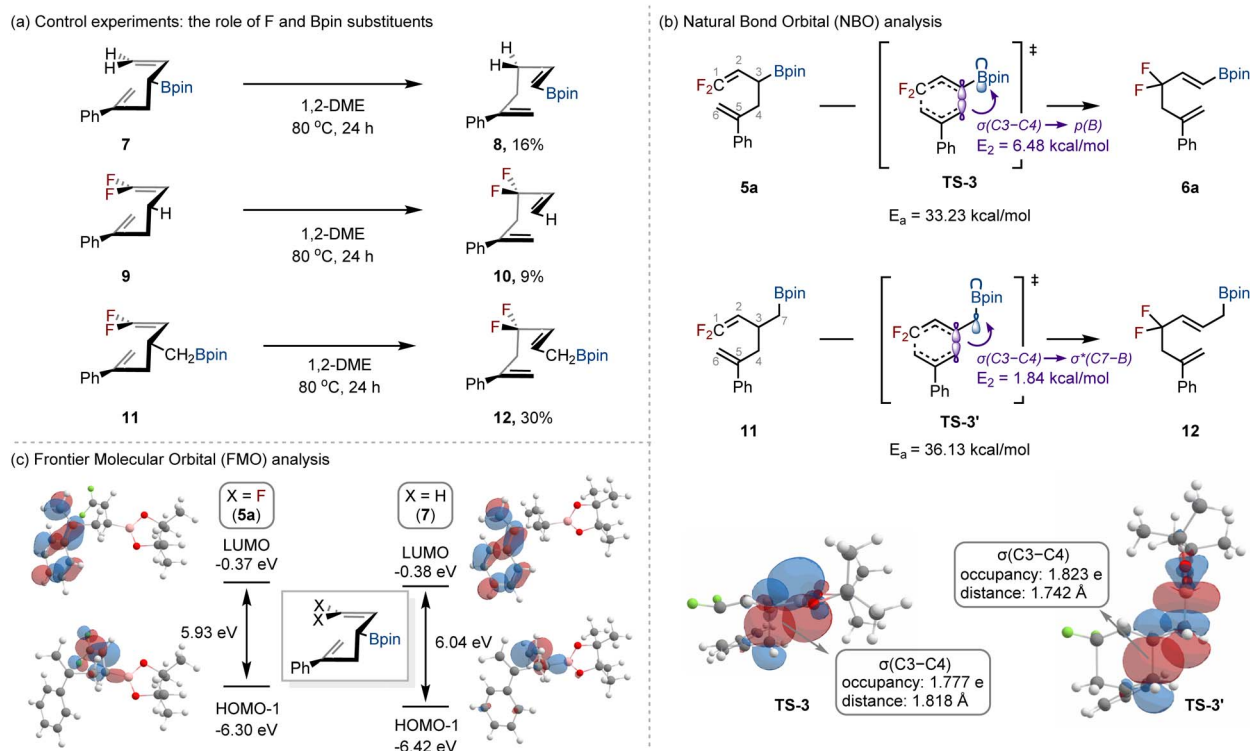 (a) Control experiments: the role of F and Bpin substituents
H
H
Bpin
Ph
7
1,2-DME
80 °C, 24 h
H
H
Bpin
Ph
8, 16%
F
F
H
Ph
9
1,2-DME
80 °C, 24 h
F
F
H
Ph
10, 9%
F
F
CH2Bpin
Ph
11
1,2-DME
80 °C, 24 h
F
F
CH2Bpin
Ph
12, 30%
(b) Natural Bond Orbital (NBO) analysis
1
2
3
Bpin
F2
6
5
4
Ph
5a
‡
Bpin
F2
σ(C3−C4) → p(B)
E2 = 6.48 kcal/mol
Ph
TS-3
Bpin
F
F
Ph
6a
Ea = 33.23 kcal/mol
Bpin
1
2
3
7
F2
6
5
4
Ph
11
‡
Bpin
F2
σ(C3−C4) → σ*(C7−B)
E2 = 1.84 kcal/mol
Ph
TS-3'
Bpin
F
F
Ph
12
Ea = 36.13 kcal/mol
σ(C3−C4)
occupancy: 1.823 e
distance: 1.742 Å
σ(C3−C4)
occupancy: 1.777 e
distance: 1.818 Å
TS-3
TS-3'
(c) Frontier Molecular Orbital (FMO) analysis
X = F
(5a)
LUMO
-0.37 eV
5.93 eV
HOMO-1
-6.30 eV
X
X
Bpin
Ph
X = H
(7)
LUMO
-0.38 eV
6.04 eV
HOMO-1
-6.42 eV